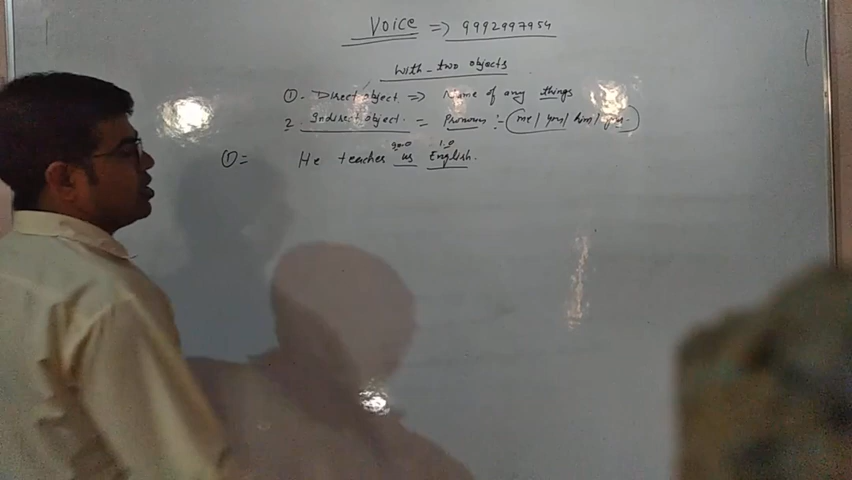 Voice => 9992997954
With-two objects
①. Direct object => Name of any things
2. Indirect object. = Pronoun :- (me/ you/ him/
①= He teaches us English.